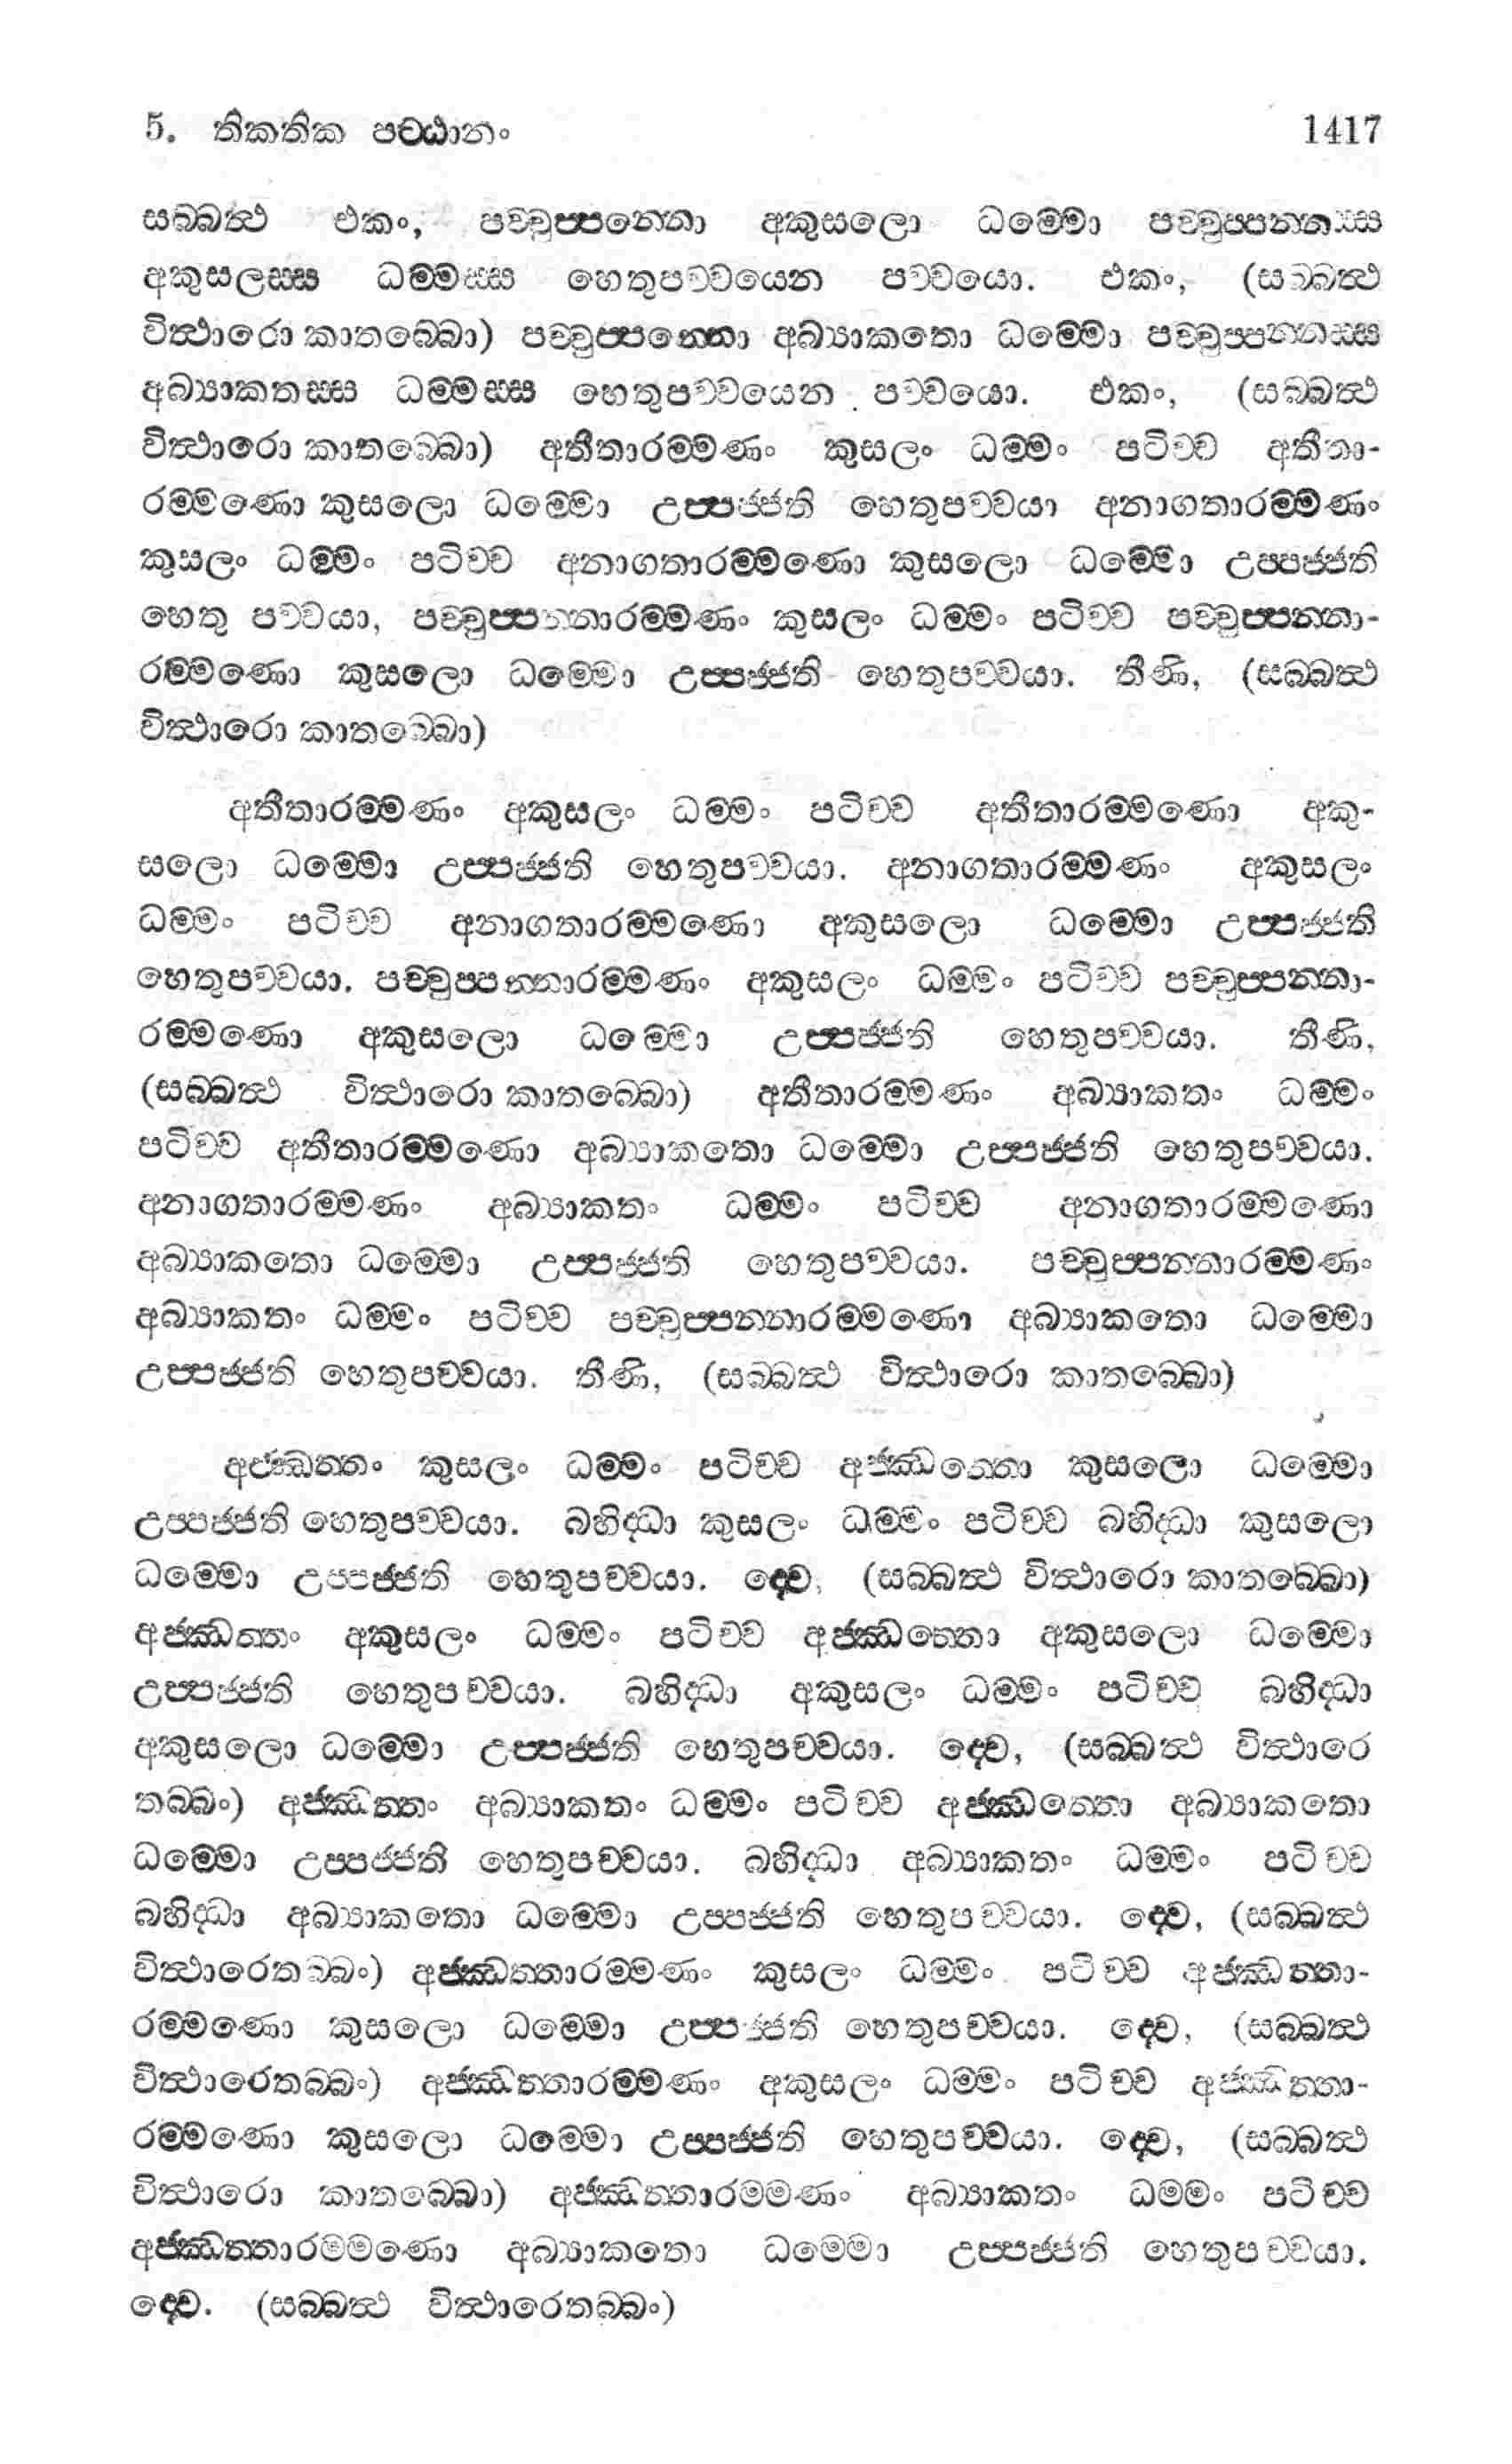 5. තිකතික පට්ඨානං 1417
සබ්බත්ථ එකං, පච්චුප්පන්නො අකුසලො ධම්මො පච්චුප්පන්නස්ස
අකුසලස්ස ධම්මස්ස හෙතුපච්චයෙන පච්චයො. එකං, (සබ්බත්ථ
විත්ථාරො කාතබ්බො) පච්චුප්පන්නො අබ්‍යාකතො ධම්මො පච්චුප්පන්නස්ස
අබ්‍යාකතස්ස ධම්මස්ස හෙතුපච්චයෙන පච්චයො. එකං, (සබ්බත්ථ
විත්ථාරො කාතබ්බො) අතීතාරම්මණං කුසලං ධම්මං පටිච්ච අතීතා-
රම්මණො කුසලො ධම්මො උප්පජ්ජති හෙතුපච්චයා අනාගතාරම්මණං
කුසලං ධම්මං පටිච්ච අනාගතාරම්මණො කුසලො ධම්මො උප්පජ්ජති
හෙතු පච්චයා, පච්චුප්පන්නාරම්මණං කුසලං ධම්මං පටිච්ච පච්චුප්පන්නා-
රම්මණො කුසලො ධම්මො උප්පජ්ජති හෙතුපච්චයා. තීණි, (සබ්බත්ථ
විත්ථාරො කාතබ්බො)
අතීතාරම්මණං අකුසලං ධම්මං පටිච්ච අතීතාරම්මණො අකු-
සලො ධම්මො උප්පජ්ජති හෙතුපච්චයා. අනාගතාරම්මණං අකුසලං
ධම්මං පටිච්ච අනාගතාරම්මණො අකුසලො ධම්මො උප්පජ්ජති
හෙතුපච්චයා. පච්චුප්පන්නාරම්මණං අකුසලං ධම්මං පටිච්ච පච්චුප්පන්නා-
රම්මණො අකුසලො ධම්මො උප්පජ්ජති හෙතුපච්චයා. තීණි,
(සබ්බත්ථ විත්ථාරො කාතබ්බො) අතීතාරම්මණං අබ්‍යාකතං ධම්මං
පටිච්ච අතීතාරම්මණො අබ්‍යාකතො ධම්මො උප්පජ්ජති හෙතුපච්චයා.
අනාගතාරම්මණං අබ්‍යාකතං ධම්මං පටිච්ච අනාගතාරම්මණො
අබ්‍යාකතො ධම්මො උප්පජ්ජති හෙතුපච්චයා. පච්චුප්පන්නාරම්මණං
අබ්‍යාකතං ධම්මං පටිච්ච පච්චුප්පන්නාරම්මණො අබ්‍යාකතො ධම්මො
උප්පජ්ජති හෙතුපච්චයා. තීණි, (සබ්බත්ථ විත්ථාරො කාතබ්බො)
අජ්ඣත්තං කුසලං ධම්මං පටිච්ච අජ්ඣත්තො කුසලො ධම්මො
උප්පජ්ජති හෙතුපච්චයා. බහිද්ධා කුසලං ධම්මං පටිච්ච බහිද්ධා කුසලො
ධම්මො උප්පජ්ජති හෙතුපච්චයා. ද්වෙ, (සබ්බත්ථ විත්ථාරො කාතබ්බො)
අජ්ඣත්තං අකුසලං ධම්මං පටිච්ච අජ්ඣත්තො අකුසලො ධම්මො
උප්පජ්ජති හෙතුපච්චයා. බහිද්ධා අකුසලං ධම්මං පටිච්ච බහිද්ධා
අකුසලො ධම්මො උප්පජ්ජති හෙතුපච්චයා. ද්වෙ, (සබ්බත්ථ විත්ථාරෙ
තබ්බං) අජ්ඣත්තං අබ්‍යාකතං ධම්මං පටිච්ච අජ්ඣත්තො අබ්‍යාකතො
ධම්මො උප්පජ්ජති හෙතුපච්චයා. බහිද්ධා අබ්‍යාකතං ධම්මං පටිච්ච
බහිද්ධා අබ්‍යාකතො ධම්මො උප්පජ්ජති හෙතුපච්චයා. ද්වෙ, (සබ්බත්ථ
විත්ථාරෙතබ්බං) අජ්ඣත්තාරම්මණං කුසලං ධම්මං පටිච්ච අජ්ඣත්තා-
රම්මණො කුසලො ධම්මො උප්පජ්ජති හෙතුපච්චයා. ද්වෙ, (සබ්බත්ථ
විත්ථාරෙතබ්බං) අජ්ඣත්තාරම්මණං අකුසලං ධම්මං පටිච්ච අජ්ඣත්තා-
රම්මණො කුසලො ධම්මො උප්පජ්ජති හෙතුපච්චයා. ද්වෙ, (සබ්බත්ථ
විත්ථාරො කාතබ්බො) අජ්ඣත්තාරම්මණං අබ්‍යාකතං ධම්මං පටිච්ච
අජ්ඣත්තාරම්මණො අබ්‍යාකතො ධම්මො උප්පජ්ජති හෙතුපච්චයා.
ද්වෙ. (සබ්බත්ථ විත්ථාරෙතබ්බං)